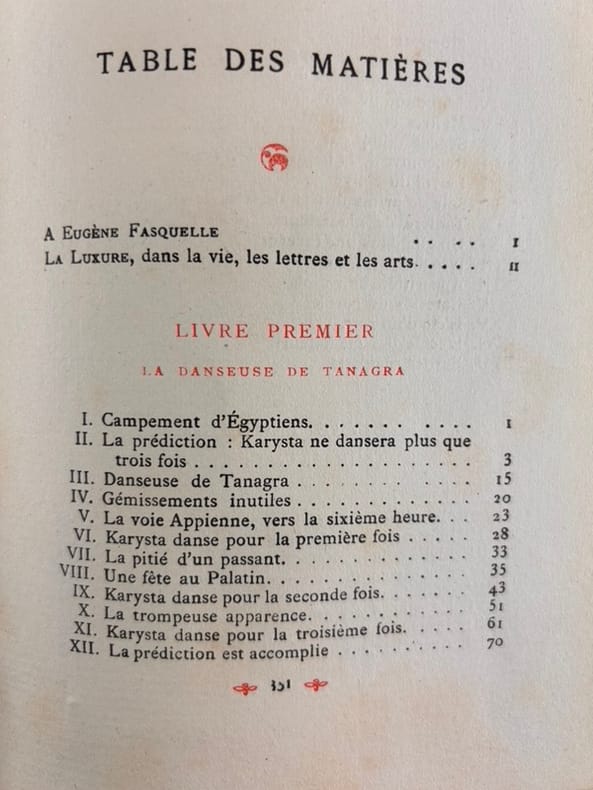 TABLE DES MATIÈRES
A EUGÈNE FASQUELLE .. .. I
LA LUXURE, dans la vie, les lettres et les arts. .... II
LIVRE PREMIER
LA DANSEUSE DE TANAGRA
I. Campement d'Égyptiens. ...... .... 1
II. La prédiction : Karysta ne dansera plus que
trois fois .................... 3
III. Danseuse de Tanagra ............. 15
IV. Gémissements inutiles ............. 20
V. La voie Appienne, vers la sixième heure. .. 23
VI. Karysta danse pour la première fois ..... 28
VII. La pitié d'un passant. ............. 33
VIII. Une fête au Palatin. .............. 35
IX. Karysta danse pour la seconde fois. ..... 43
X. La trompeuse apparence. .......... 51
XI. Karysta danse pour la troisième fois. .... 61
XII. La prédiction est accomplie ......... 70